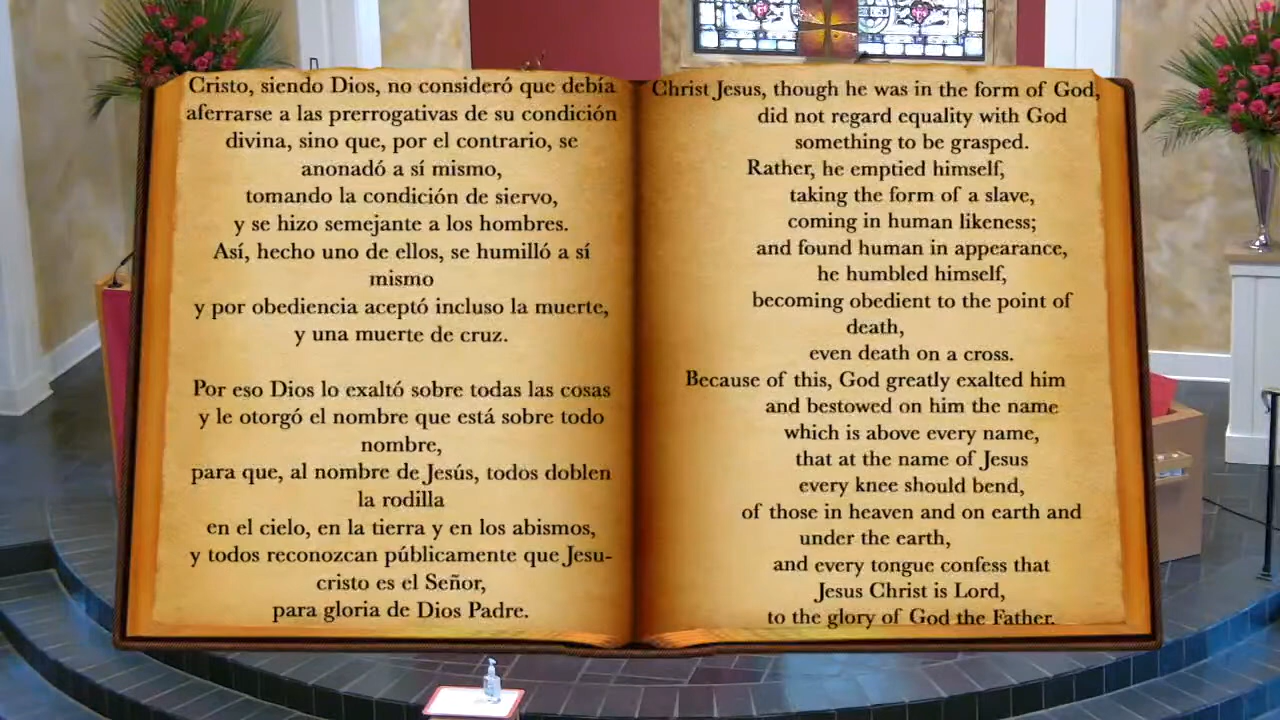 Cristo, siendo Dios, no consideró que debía
aferrarse a las prerrogativas de su condición
divina, sino que, por el contrario, se
anonadó a sí mismo,
tomando la condición de siervo,
y se hizo semejante a los hombres.
Así, hecho uno de ellos, se humilló a sí
mismo
y por obediencia aceptó incluso la muerte,
y una muerte de cruz.
Por eso Dios lo exaltó sobre todas las cosas
y le otorgó el nombre que está sobre todo
nombre,
para que, al nombre de Jesús, todos doblen
la rodilla
en el cielo, en la tierra y en los abismos,
y todos reconozcan públicamente que Jesu-
cristo es el Señor,
para gloria de Dios Padre.
Christ Jesus, though he was in the form of God,
did not regard equality with God
something to be grasped.
Rather, he emptied himself,
taking the form of a slave,
coming in human likeness;
and found human in appearance,
he humbled himself,
becoming obedient to the point of
death,
even death on a cross.
Because of this, God greatly exalted him
and bestowed on him the name
which is above every name,
that at the name of Jesus
every knee should bend,
of those in heaven and on earth and
under the earth,
and every tongue confess that
Jesus Christ is Lord,
to the glory of God the Father.